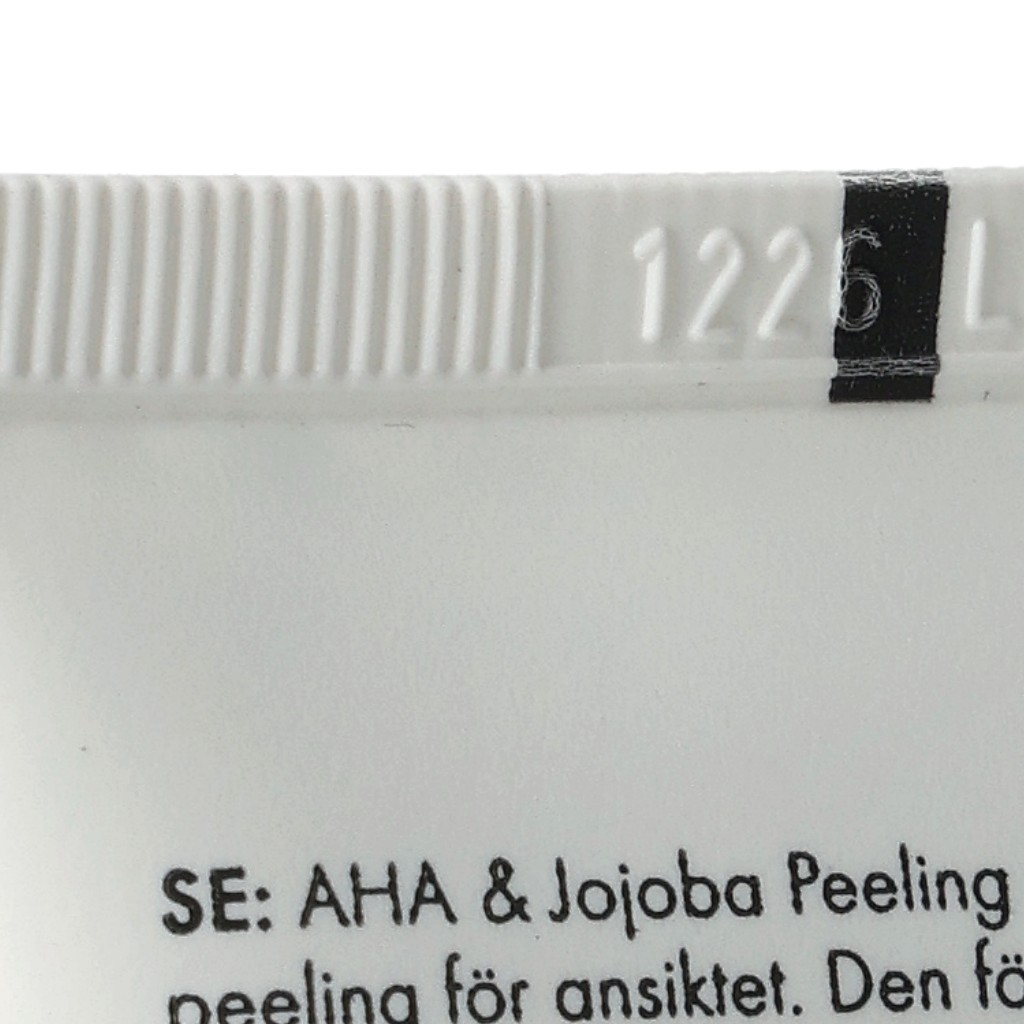 1226 L
SE: AHA & Jojoba Peeling
peeling för ansiktet. Den